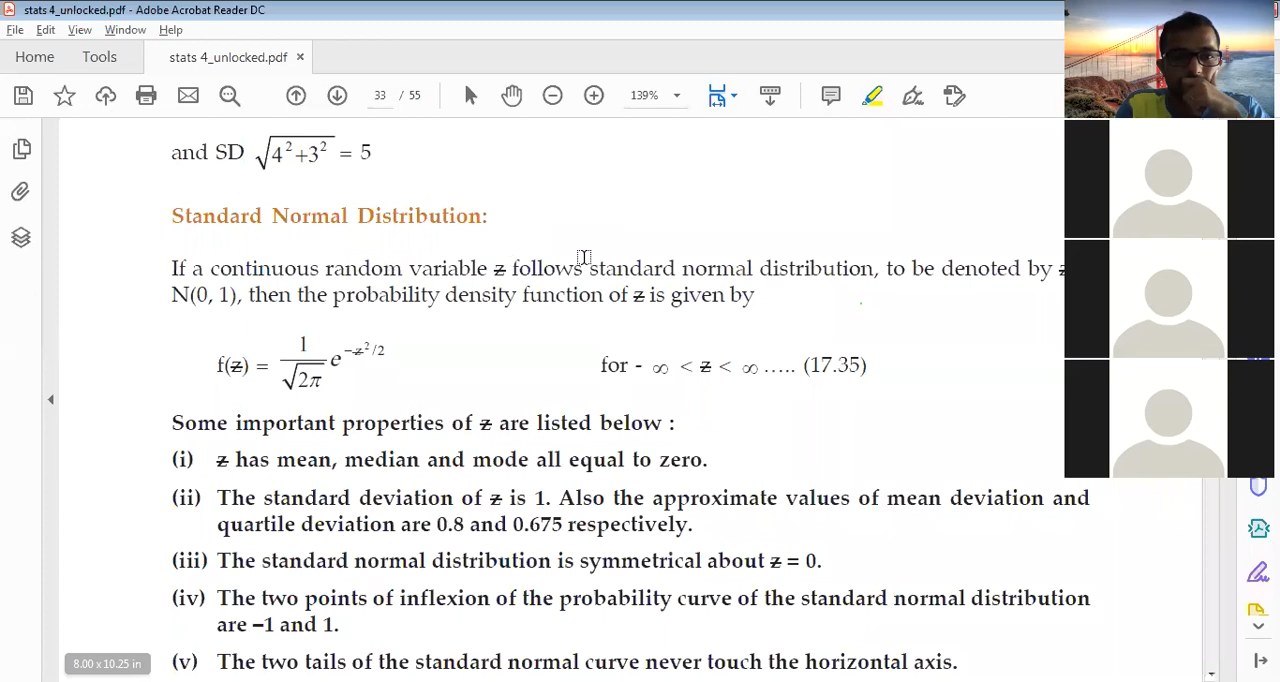 stats 4_unlocked.pdf - Adobe Acrobat Reader DC
File Edit View Window Help
Home Tools stats 4_unlocked.pdf ×
33 / 55 139%
and SD √4²+3² = 5
Standard Normal Distribution:
If a continuous random variable z follows standard normal distribution, to be denoted by z
N(0, 1), then the probability density function of z is given by
f(z) = 1/√2π e^–z²/2 for - ∞ < z < ∞ ..... (17.35)
Some important properties of z are listed below :
(i) z has mean, median and mode all equal to zero.
(ii) The standard deviation of z is 1. Also the approximate values of mean deviation and
quartile deviation are 0.8 and 0.675 respectively.
(iii) The standard normal distribution is symmetrical about z = 0.
(iv) The two points of inflexion of the probability curve of the standard normal distribution
are –1 and 1.
(v) The two tails of the standard normal curve never touch the horizontal axis.
8.00 x 10.25 in